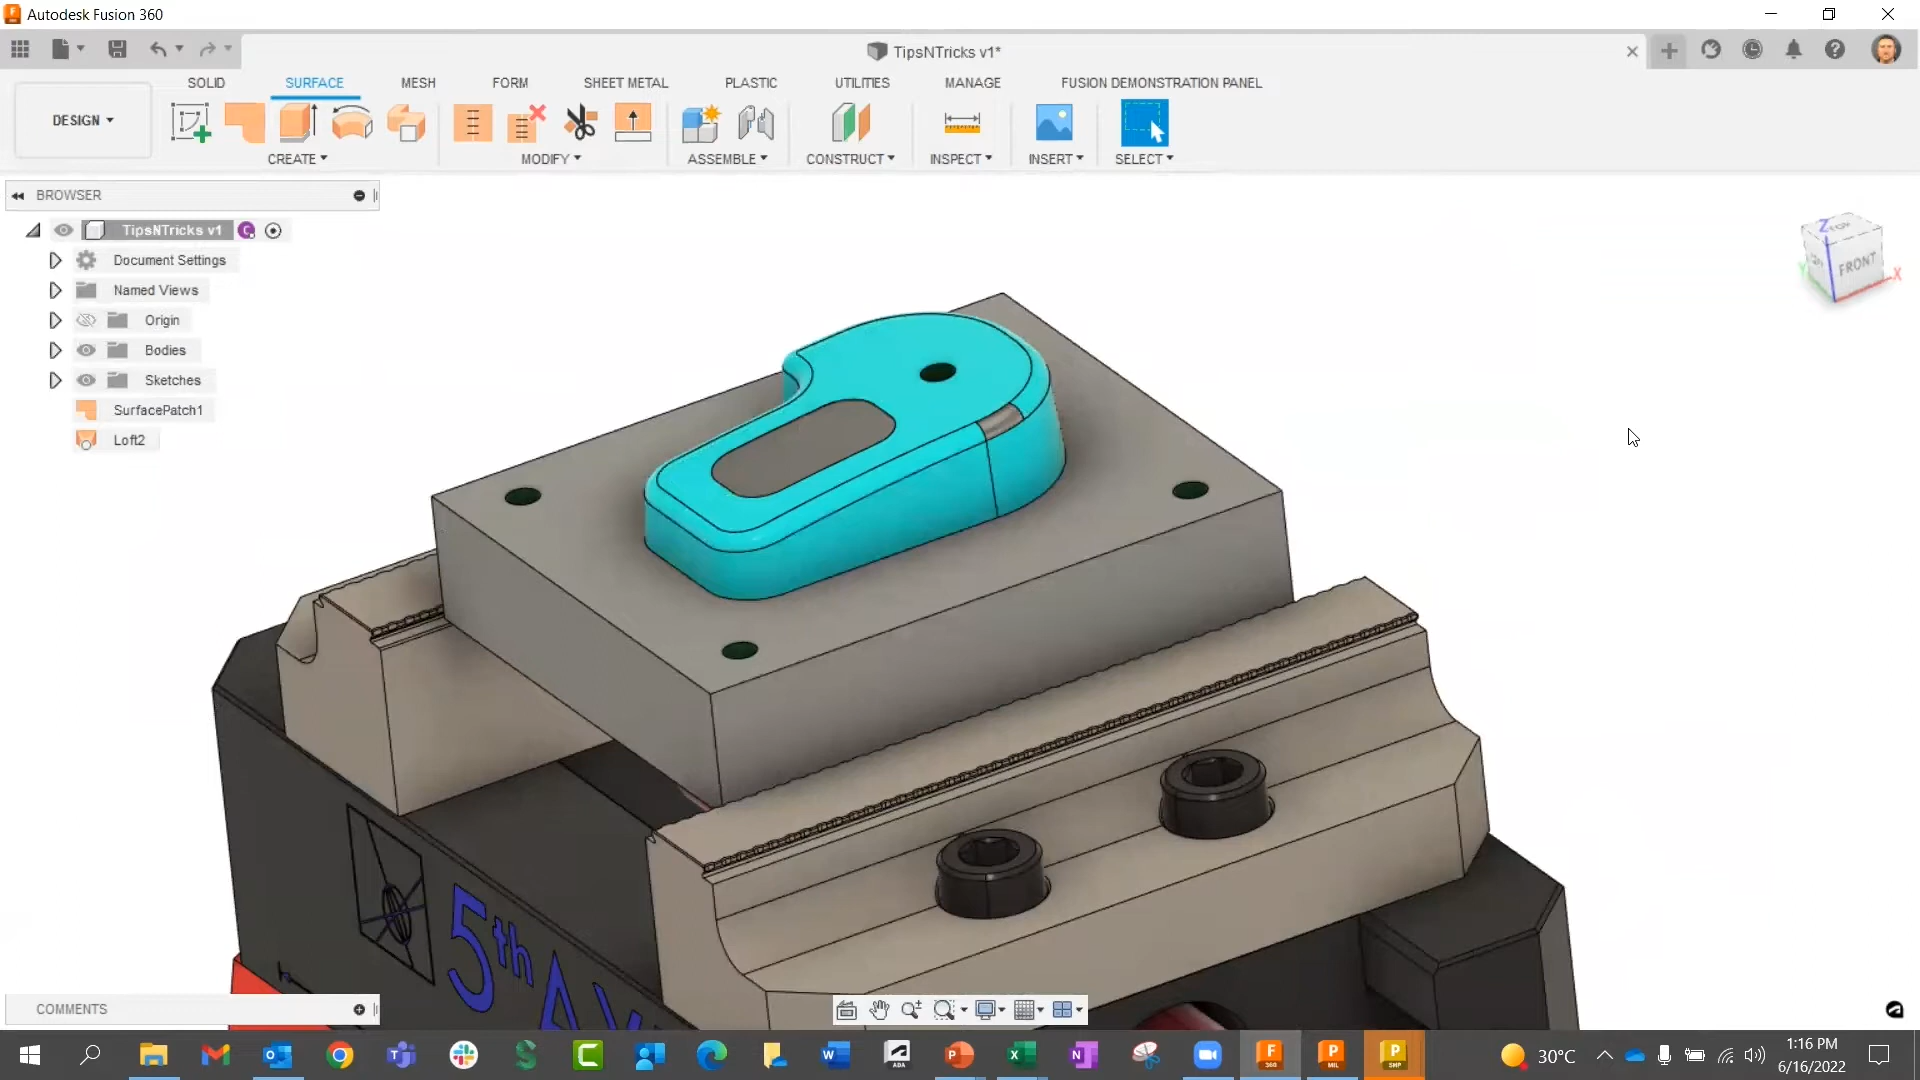 Autodesk Fusion 360
TipsNTricks v1*
SOLID SURFACE MESH FORM SHEET METAL PLASTIC UTILITIES MANAGE FUSION DEMONSTRATION PANEL
DESIGN
CREATE MODIFY ASSEMBLE CONSTRUCT INSPECT INSERT SELECT
BROWSER
TipsNTricks v1
Document Settings
Named Views
Origin
Bodies
Sketches
SurfacePatch1
Loft2
Z TOP
FRONT
Y X
5th
COMMENTS
30°C
1:16 PM
6/16/2022